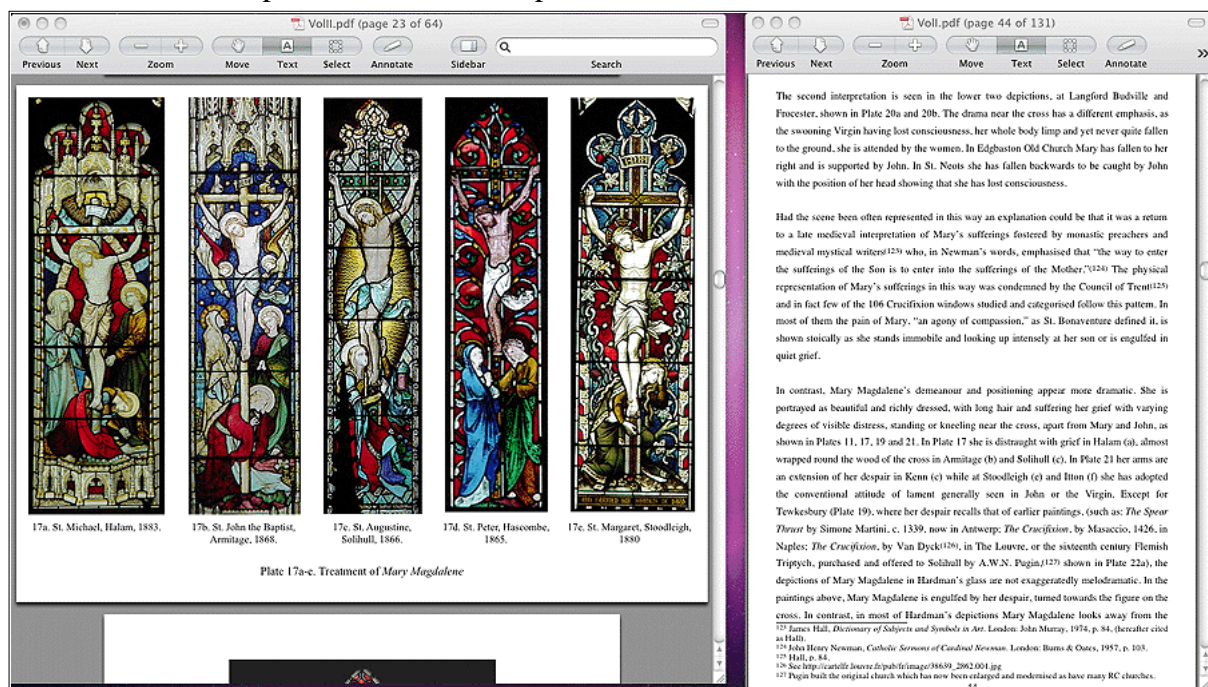 VolII.pdf (page 23 of 64)
Previous Next Zoom Move Text Select Annotate Sidebar Search
17a. St. Michael, Halam, 1883.
17b. St. John the Baptist,
Armitage, 1868.
17c. St. Augustine,
Solihull, 1866.
17d. St. Peter, Hascombe,
1865.
17e. St. Margaret, Stoodleigh,
1880
Plate 17a-e. Treatment of Mary Magdalene
VolI.pdf (page 44 of 131)
Previous Next Zoom Move Text Select Annotate
The second interpretation is seen in the lower two depictions, at Langford Budville and
Frocester, shown in Plate 20a and 20b. The drama near the cross has a different emphasis, as
the swooning Virgin having lost consciousness, her whole body limp and yet never quite fallen
to the ground, she is attended by the women. In Edgbaston Old Church Mary has fallen to her
right and is supported by John. In St. Neots she has fallen backwards to be caught by John
with the position of her head showing that she has lost consciousness.
Had the scene been often represented in this way an explanation could be that it was a return
to a late medieval interpretation of Mary's sufferings fostered by monastic preachers and
medieval mystical writers(123) who, in Newman's words, emphasised that "the way to enter
the sufferings of the Son is to enter into the sufferings of the Mother."(124) The physical
representation of Mary's sufferings in this way was condemned by the Council of Trent(125)
and in fact few of the 106 Crucifixion windows studied and categorised follow this pattern. In
most of them the pain of Mary, "an agony of compassion," as St. Bonaventure defined it, is
shown stoically as she stands immobile and looking up intensely at her son or is engulfed in
quiet grief.
In contrast, Mary Magdalene's demeanour and positioning appear more dramatic. She is
portrayed as beautiful and richly dressed, with long hair and suffering her grief with varying
degrees of visible distress, standing or kneeling near the cross, apart from Mary and John, as
shown in Plates 11, 17, 19 and 21. In Plate 17 she is distraught with grief in Halam (a), almost
wrapped round the wood of the cross in Armitage (b) and Solihull (c). In Plate 21 her arms are
an extension of her despair in Kenn (c) while at Stoodleigh (e) and Itton (f) she has adopted
the conventional attitude of lament generally seen in John or the Virgin. Except for
Tewkesbury (Plate 19), where her despair recalls that of earlier paintings, (such as; The Spear
Thrust by Simone Martini, c. 1339, now in Antwerp; The Crucifixion, by Masaccio, 1426, in
Naples; The Crucifixion, by Van Dyck(126), in The Louvre, or the sixteenth century Flemish
Triptych, purchased and offered to Solihull by A.W.N. Pugin,(127) shown in Plate 22a), the
depictions of Mary Magdalene in Hardman's glass are not exaggeratedly melodramatic. In the
paintings above, Mary Magdalene is engulfed by her despair, turned towards the figure on the
cross. In contrast, in most of Hardman's depictions Mary Magdalene looks away from the
123 James Hall, Dictionary of Subjects and Symbols in Art. London: John Murray, 1974, p. 84, (hereafter cited
as Hall).
124 John Henry Newman, Catholic Sermons of Cardinal Newman. London: Burns & Oates, 1957, p. 103.
125 Hall, p. 84.
126 See http://cartelfr.louvre.fr/pub/fr/image/38639_2862.001.jpg
127 Pugin built the original church which has now been enlarged and modernised as have many RC churches.